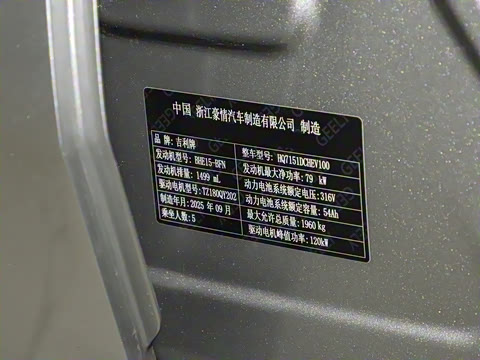 中国 浙江豪情汽车制造有限公司 制造
品 牌:吉利牌
整车型号: HQ7151DCHEV100
发动机型号: BHE15-BFN
发动机最大净功率: 79 kW
发动机排量: 1499 mL
动力电池系统额定电压: 316V
驱动电机型号: TZ180QY202
动力电池系统额定容量: 54Ah
制造年月: 2025 年 09 月
最大允许总质量: 1960 kg
乘坐人数: 5
驱动电机峰值功率: 120kW